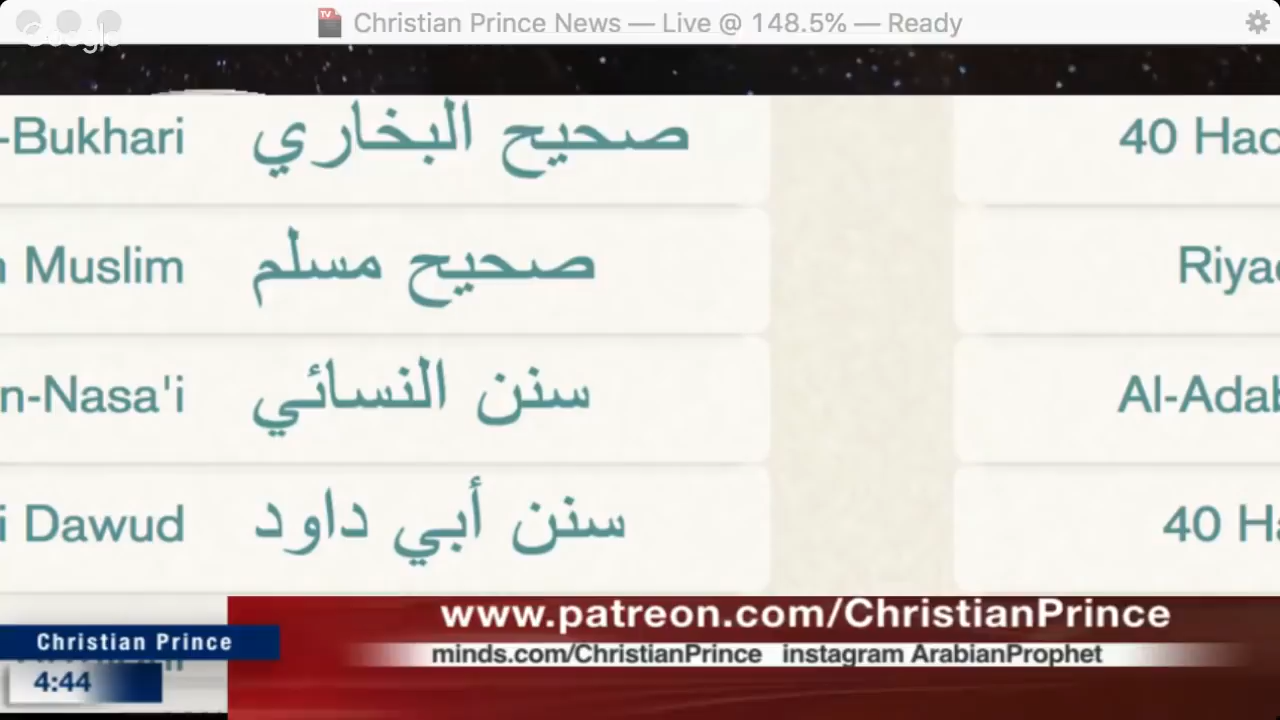 Christian Prince News — Live @ 148.5% — Ready
Google
-Bukhari صحيح البخاري
40 Had
Muslim صحيح مسلم
Riya
n-Nasa'i سنن النسائي
Al-Adab
i Dawud سنن أبي داود
40 Ha
www.patreon.com/ChristianPrince
Christian Prince
minds.com/ChristianPrince instagram ArabianProphet
4:44